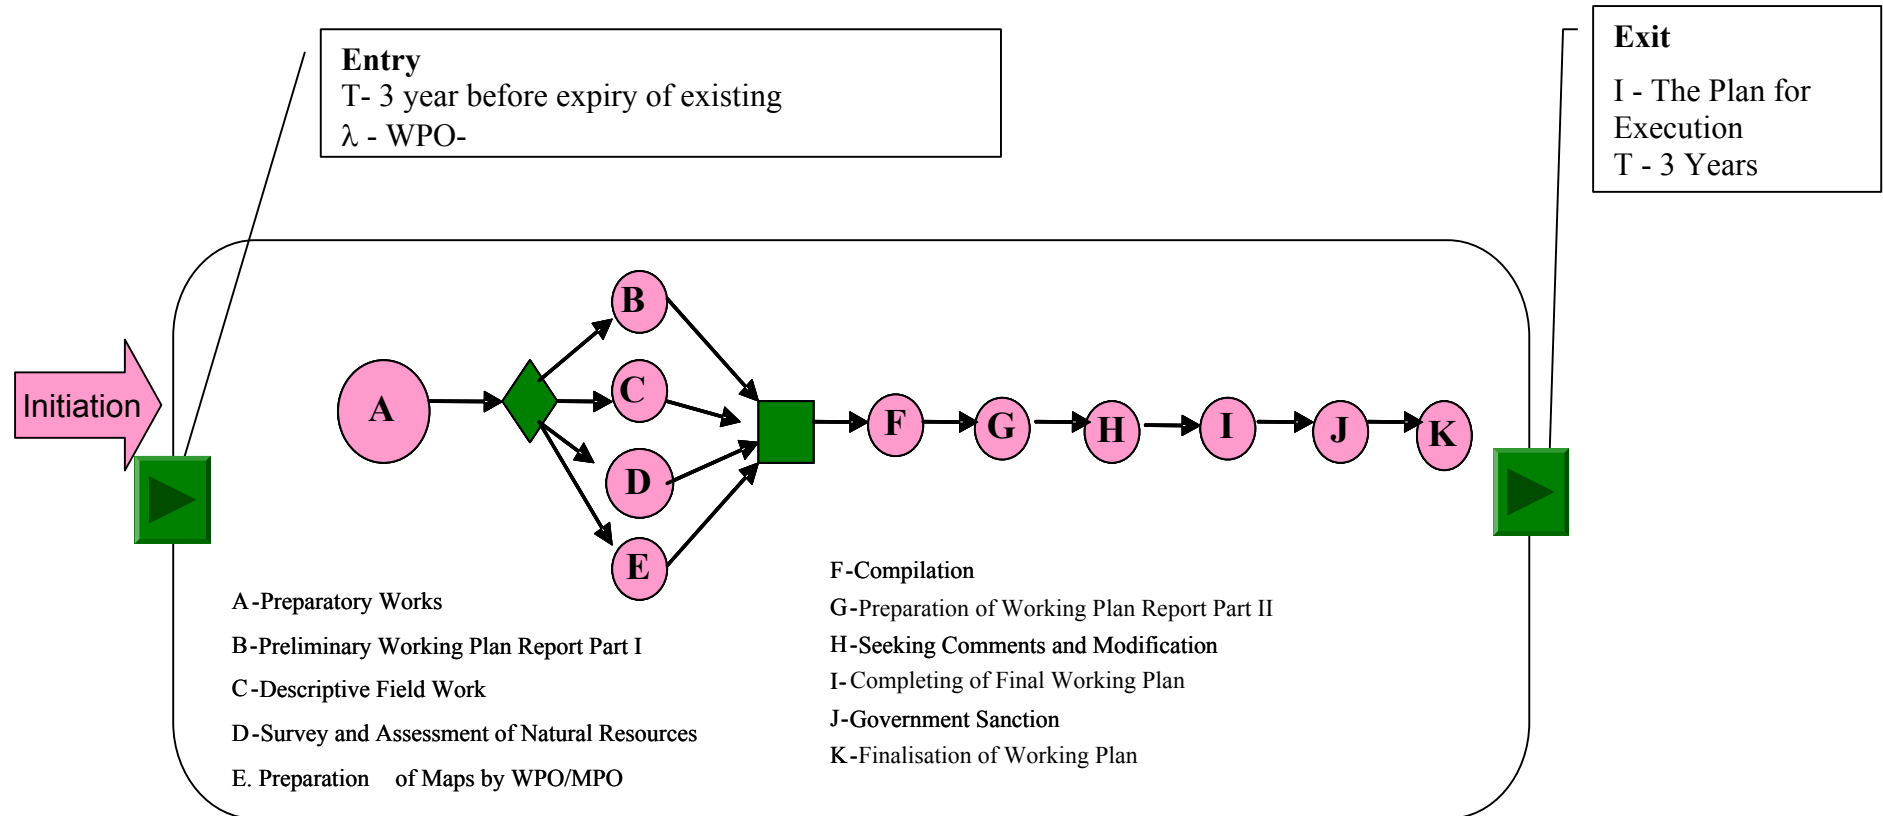 Entry
T- 3 year before expiry of existing
λ - WPO-
Exit
I - The Plan for
Execution
T - 3 Years
Initiation
A
B
C
D
E
F
G
H
I
J
K
A-Preparatory Works
B-Preliminary Working Plan Report Part I
C-Descriptive Field Work
D-Survey and Assessment of Natural Resources
E. Preparation of Maps by WPO/MPO
F-Compilation
G-Preparation of Working Plan Report Part II
H-Seeking Comments and Modification
I-Completing of Final Working Plan
J-Government Sanction
K-Finalisation of Working Plan